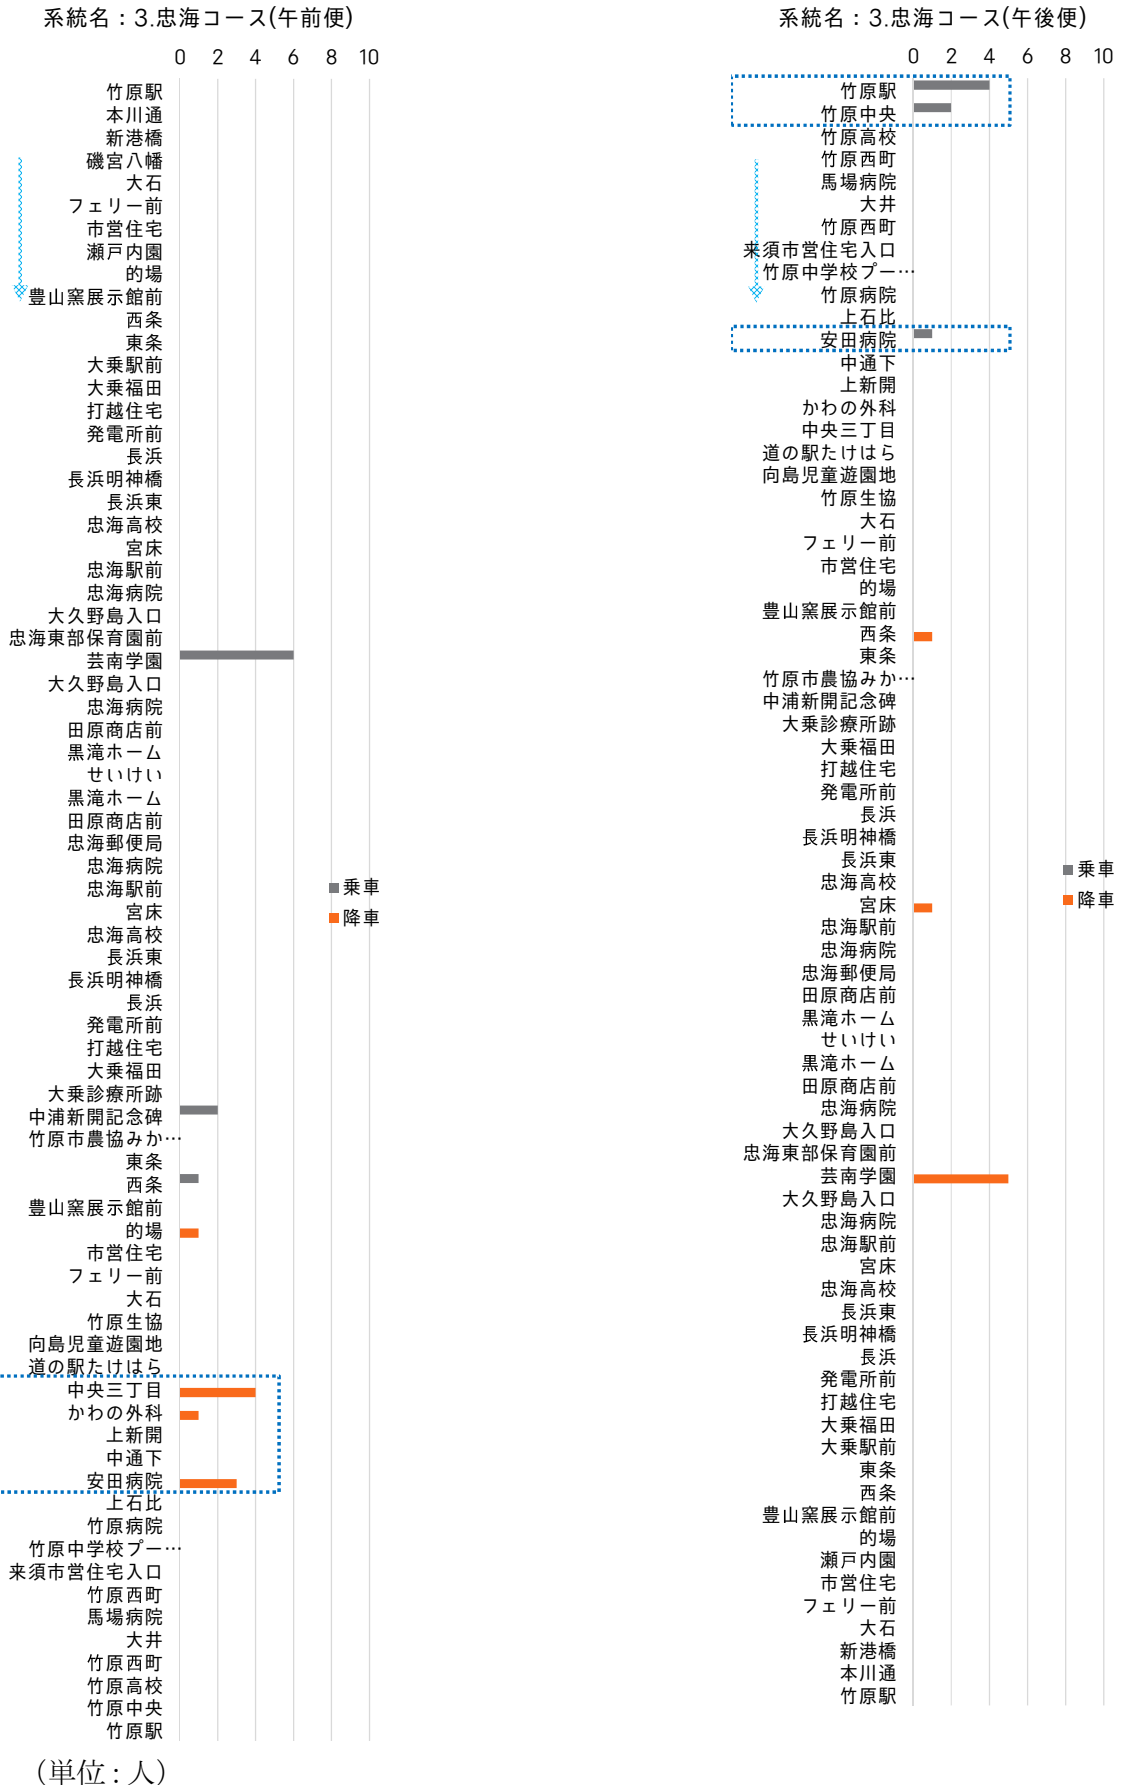 系統名：3.忠海コース(午前便)
0 2 4 6 8 10
竹原駅
本川通
新港橋
磯宮八幡
大石
フェリー前
市営住宅
瀬戸内園
的場
豊山窯展示館前
西条
東条
大乗駅前
大乗福田
打越住宅
発電所前
長浜
長浜明神橋
長浜東
忠海高校
宮床
忠海駅前
忠海病院
大久野島入口
忠海東部保育園前
芸南学園
大久野島入口
忠海病院
田原商店前
黒滝ホーム
せいけい
黒滝ホーム
田原商店前
忠海郵便局
忠海病院
忠海駅前
宮床
忠海高校
長浜東
長浜明神橋
長浜
発電所前
打越住宅
大乗福田
大乗診療所跡
中浦新開記念碑
竹原市農協みか…
東条
西条
豊山窯展示館前
的場
市営住宅
フェリー前
大石
竹原生協
向島児童遊園地
道の駅たけはら
中央三丁目
かわの外科
上新開
中通下
安田病院
上石比
竹原病院
竹原中学校プー…
来須市営住宅入口
竹原西町
馬場病院
大井
竹原西町
竹原高校
竹原中央
竹原駅
乗車
降車
（単位：人）
系統名：3.忠海コース(午後便)
0 2 4 6 8 10
竹原駅
竹原中央
竹原高校
竹原西町
馬場病院
大井
竹原西町
来須市営住宅入口
竹原中学校プー…
竹原病院
上石比
安田病院
中通下
上新開
かわの外科
中央三丁目
道の駅たけはら
向島児童遊園地
竹原生協
大石
フェリー前
市営住宅
的場
豊山窯展示館前
西条
東条
竹原市農協みか…
中浦新開記念碑
大乗診療所跡
大乗福田
打越住宅
発電所前
長浜
長浜明神橋
長浜東
忠海高校
宮床
忠海駅前
忠海病院
忠海郵便局
田原商店前
黒滝ホーム
せいけい
黒滝ホーム
田原商店前
忠海病院
大久野島入口
忠海東部保育園前
芸南学園
大久野島入口
忠海病院
忠海駅前
宮床
忠海高校
長浜東
長浜明神橋
長浜
発電所前
打越住宅
大乗福田
大乗駅前
東条
西条
豊山窯展示館前
的場
瀬戸内園
市営住宅
フェリー前
大石
新港橋
本川通
竹原駅
乗車
降車